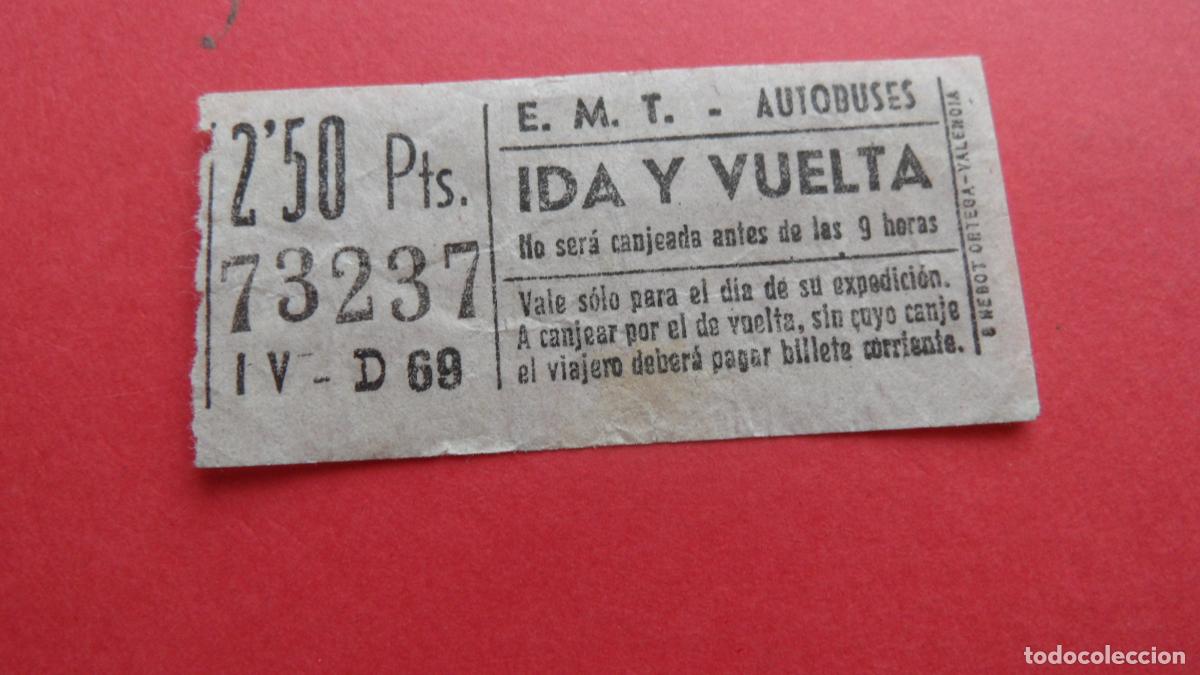 2'50 Pts.
73237
IV - D 69
E. M. T. - AUTOBUSES
IDA Y VUELTA
No será canjeada antes de las 9 horas
Vale sólo para el día de su expedición.
A canjear por el de vuelta, sin cuyo canje
el viajero deberá pagar billete corriente.
NEBOT ORTEGA-VALENCIA
todocoleccion